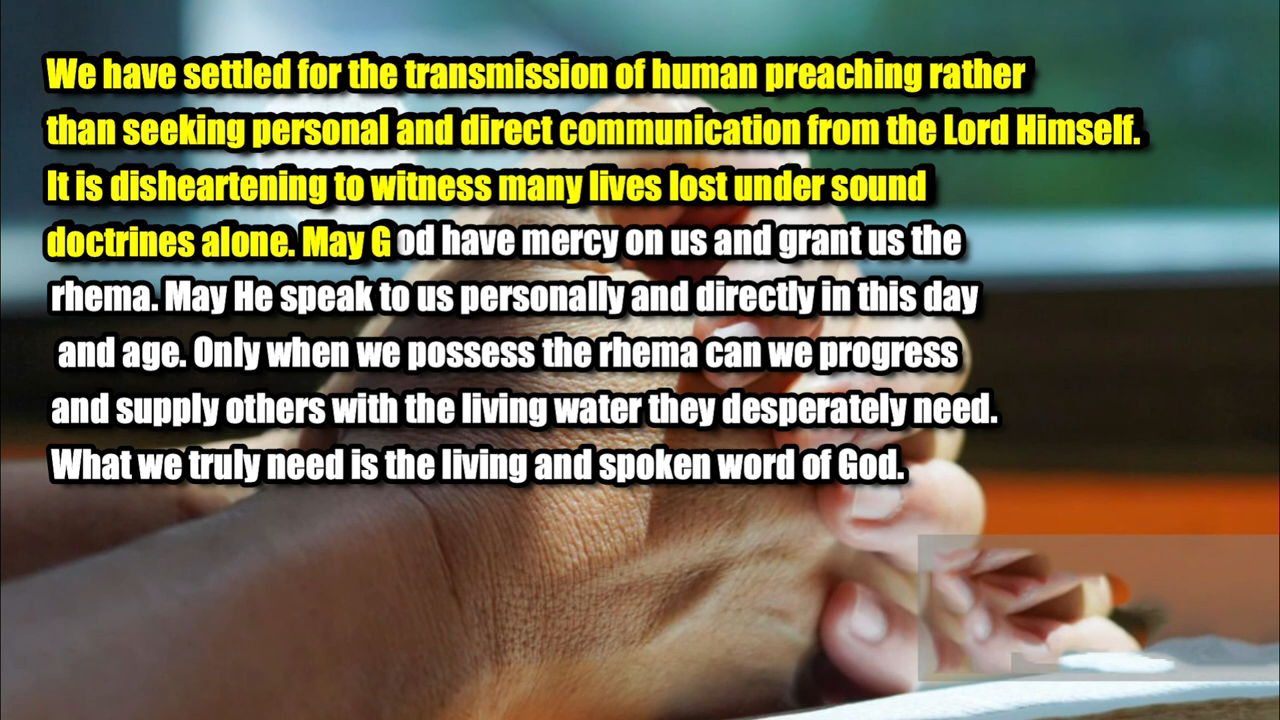 We have settled for the transmission of human preaching rather
than seeking personal and direct communication from the Lord Himself.
It is disheartening to witness many lives lost under sound
doctrines alone. May God have mercy on us and grant us the
rhema. May He speak to us personally and directly in this day
and age. Only when we possess the rhema can we progress
and supply others with the living water they desperately need.
What we truly need is the living and spoken word of God.